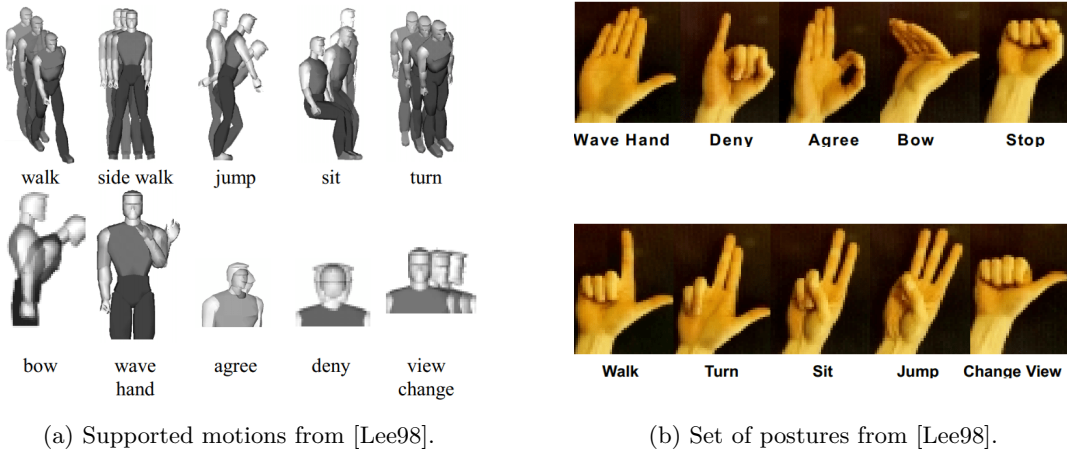 walk side walk jump sit turn
bow wave hand agree deny view change
(a) Supported motions from [Lee98].
Wave Hand Deny Agree Bow Stop
Walk Turn Sit Jump Change View
(b) Set of postures from [Lee98].